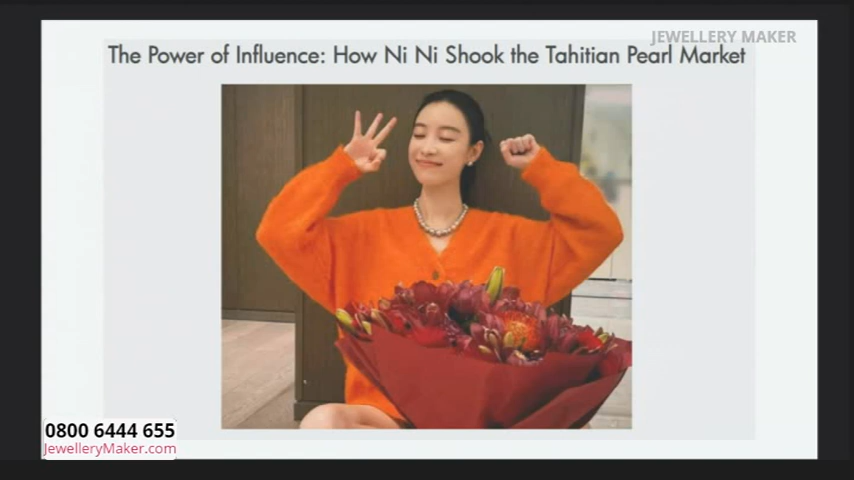 JEWELLERY MAKER
The Power of Influence: How Ni Ni Shook the Tahitian Pearl Market
0800 6444 655
JewelleryMaker.com